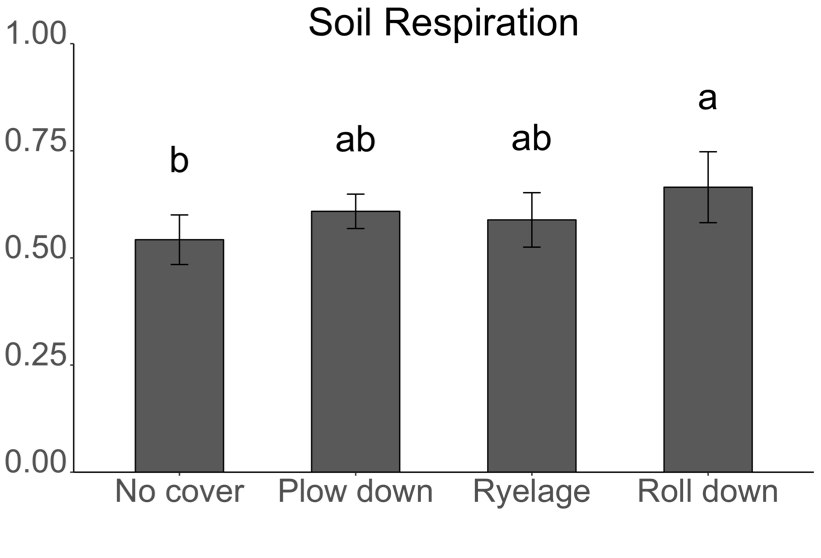 Soil Respiration
1.00
0.75
0.50
0.25
0.00
b
ab
ab
a
No cover
Plow down
Ryelage
Roll down